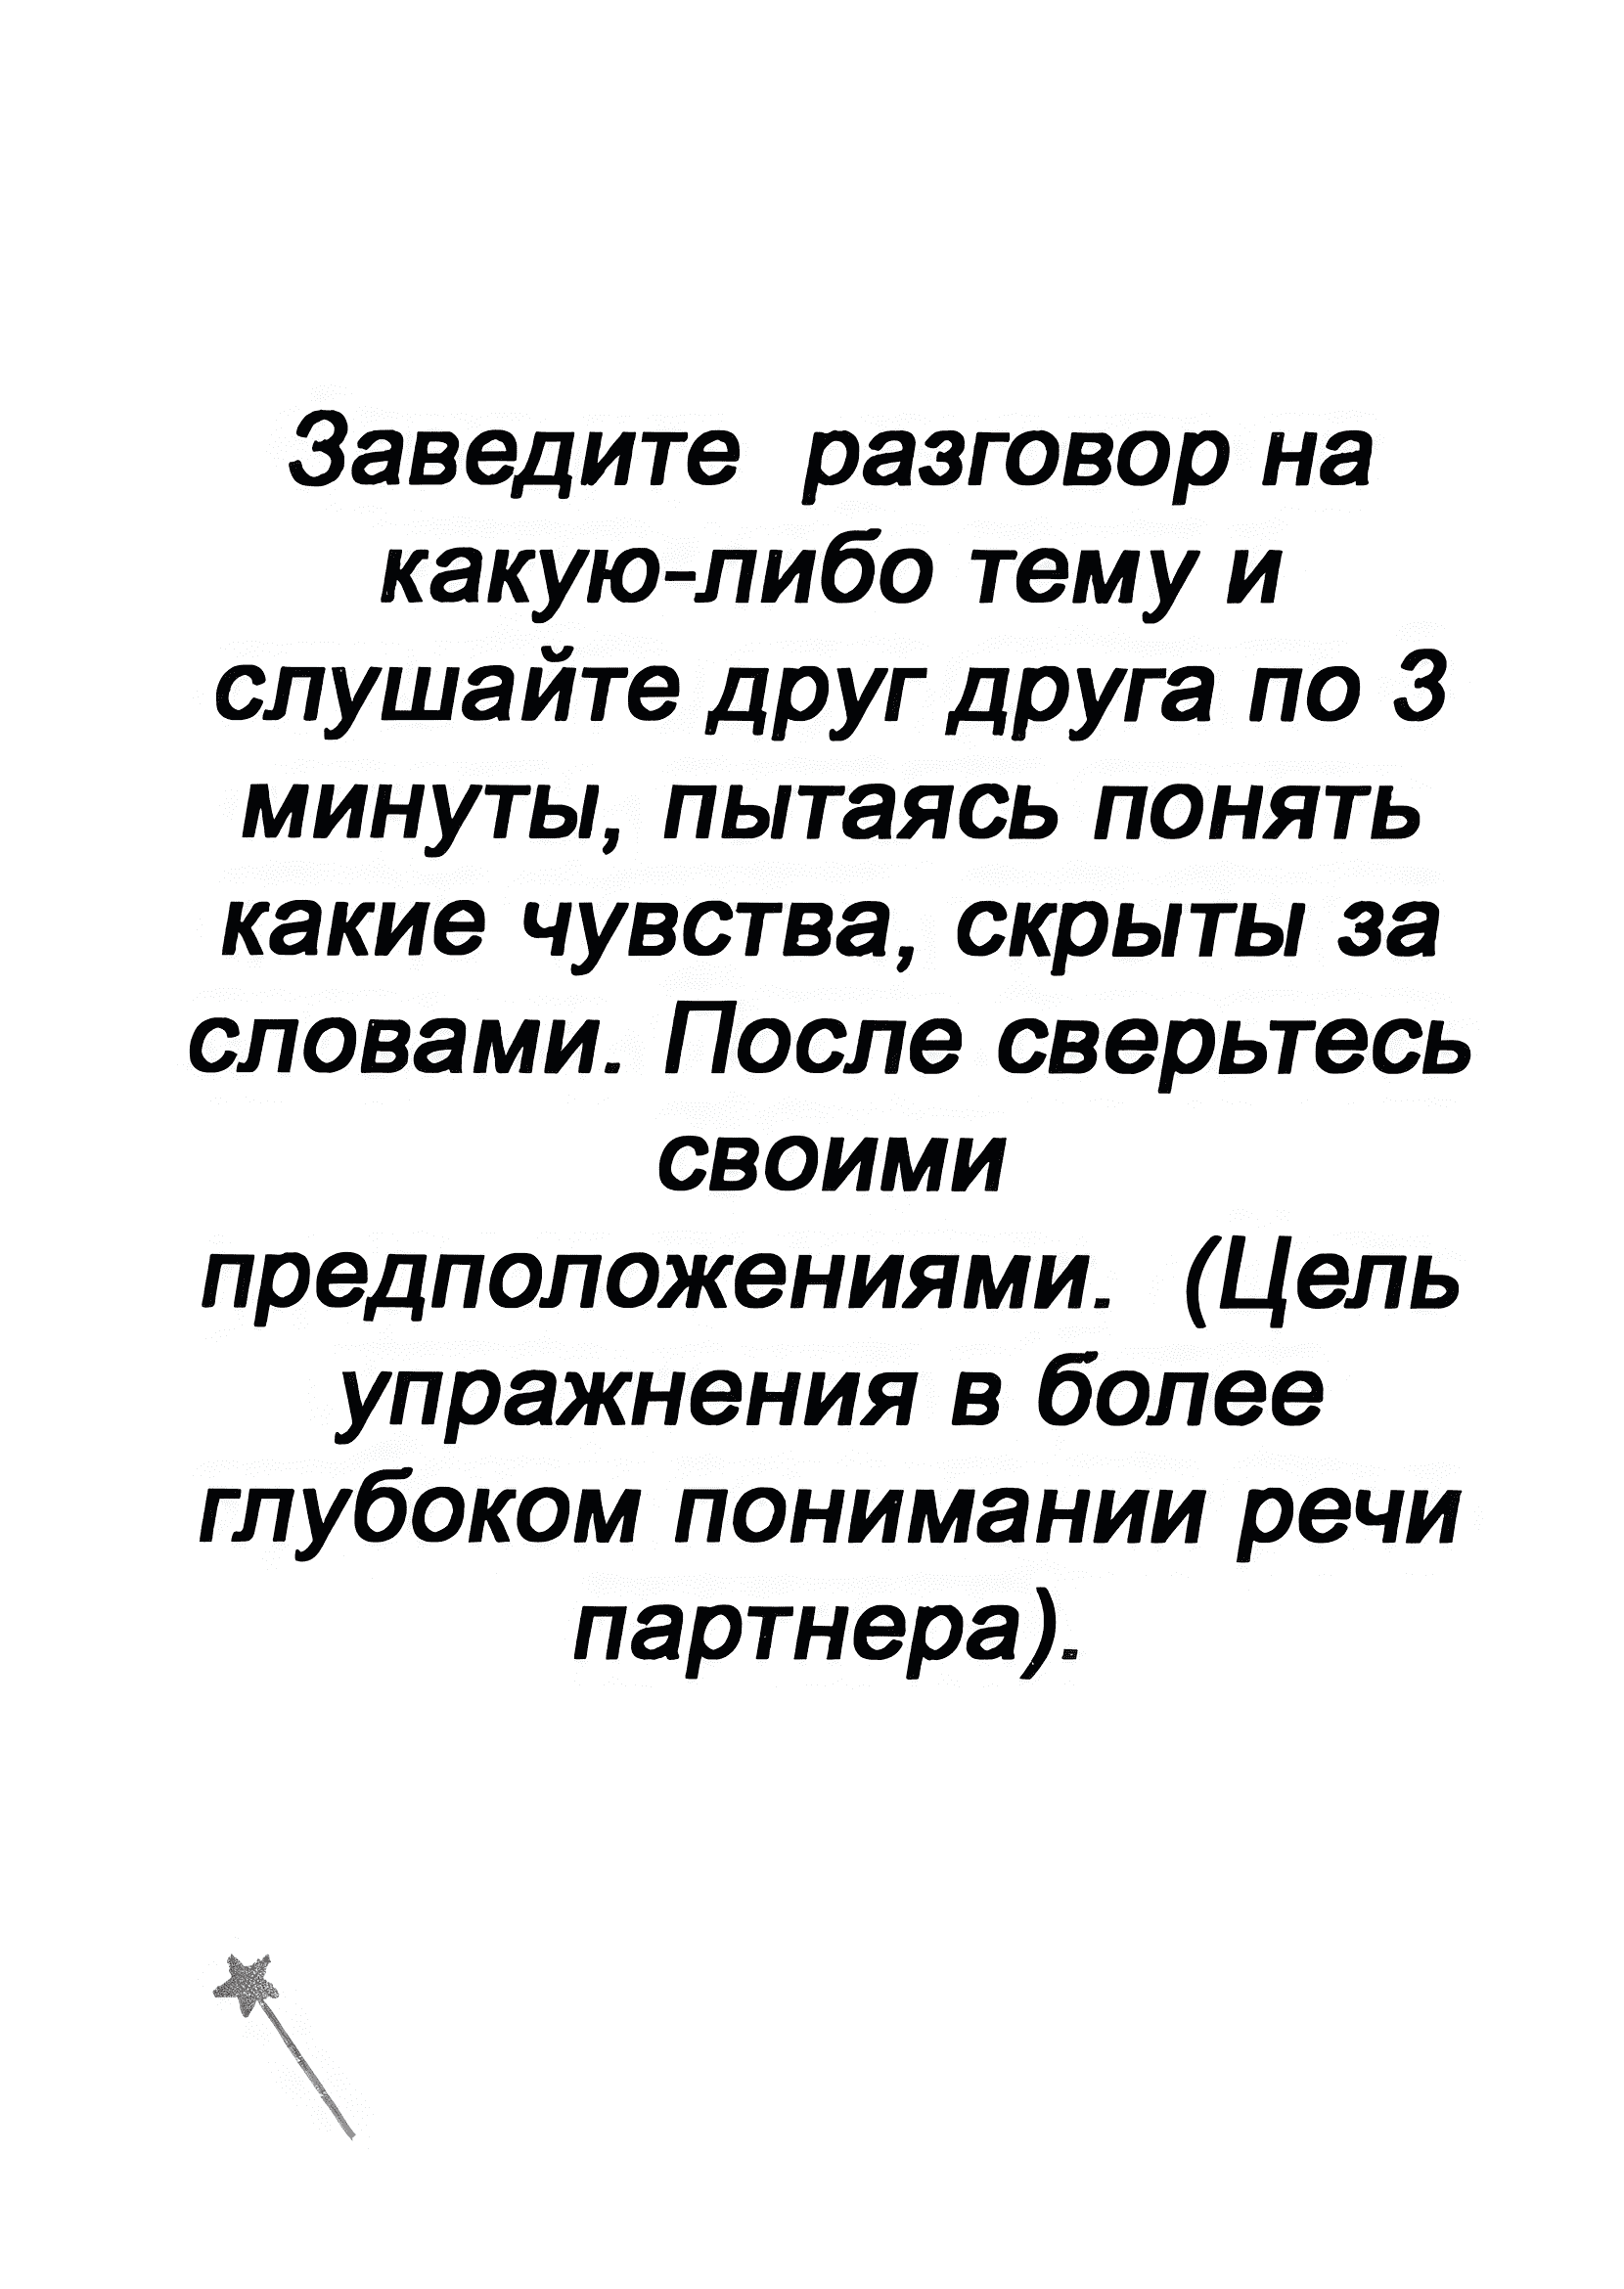 Заведите  разговор на
какую-либо тему и
слушайте друг друга по 3
минуты, пытаясь понять
какие чувства, скрыты за
словами. После сверьтесь
своими
предположениями.  (Цель
упражнения в более
глубоком понимании речи
партнера).